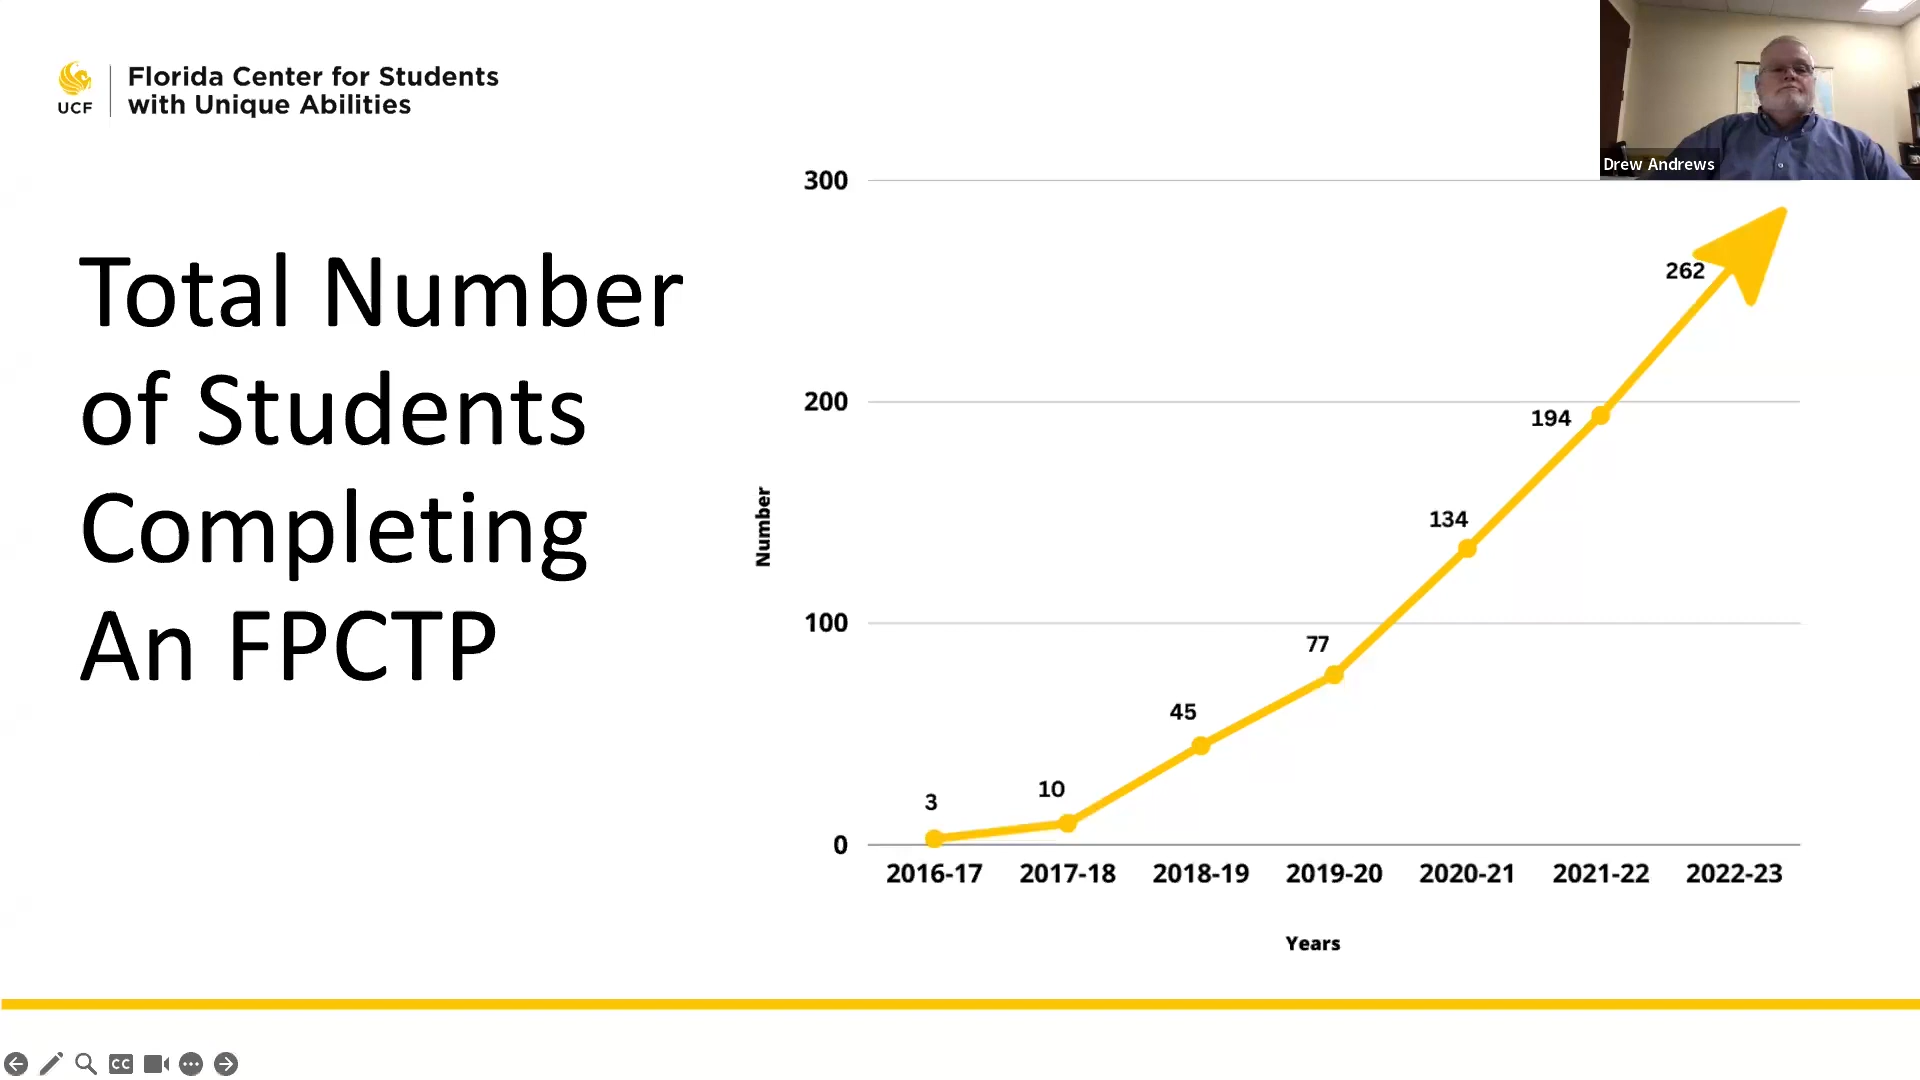 UCF
Florida Center for Students
with Unique Abilities
Drew Andrews
Total Number
of Students
Completing
An FPCTP
Number
300
200
100
0
3
10
45
77
134
194
262
2016-17
2017-18
2018-19
2019-20
2020-21
2021-22
2022-23
Years
CC